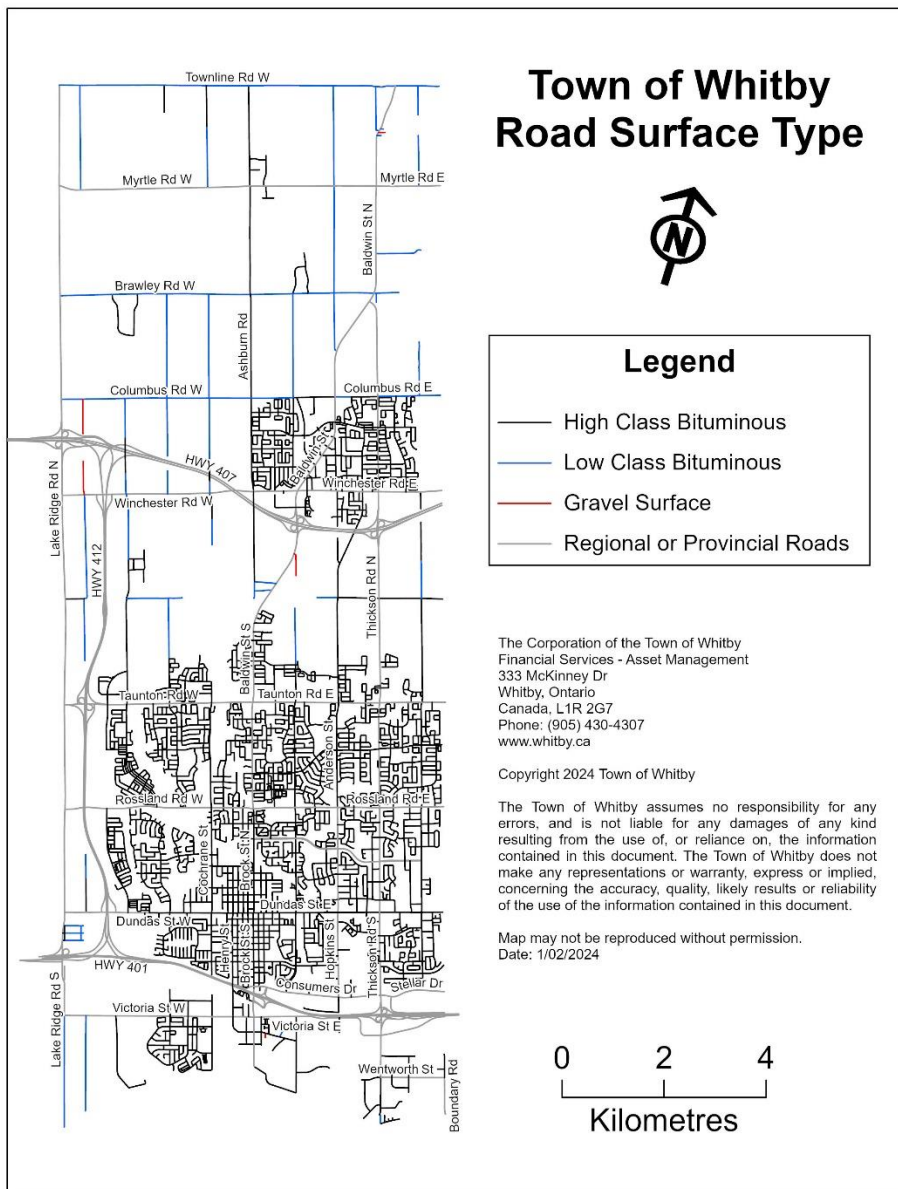 Town of Whitby
Road Surface Type
N
Townline Rd W
Myrtle Rd W
Myrtle Rd E
Baldwin St N
Brawley Rd W
Ashburn Rd
Columbus Rd W
Columbus Rd E
Baldwin St
HWY 407
Lake Ridge Rd N
Winchester Rd W
Winchester Rd E
HWY 412
Thickson Rd N
Baldwin St S
Taunton Rd W
Taunton Rd E
Anderson St
Rossland Rd W
Rossland Rd E
Cochrane St
Brock St N
Dundas St E
Dundas St W
Henry St
Brock St S
Hopkins St
Thickson Rd S
HWY 401
Consumers Dr
Stellar Dr
Lake Ridge Rd S
Victoria St W
Victoria St E
Wentworth St
Boundary Rd
Legend
High Class Bituminous
Low Class Bituminous
Gravel Surface
Regional or Provincial Roads
The Corporation of the Town of Whitby
Financial Services - Asset Management
333 McKinney Dr
Whitby, Ontario
Canada, L1R 2G7
Phone: (905) 430-4307
www.whitby.ca
Copyright 2024 Town of Whitby
The Town of Whitby assumes no responsibility for any
errors, and is not liable for any damages of any kind
resulting from the use of, or reliance on, the information
contained in this document. The Town of Whitby does not
make any representations or warranty, express or implied,
concerning the accuracy, quality, likely results or reliability
of the use of the information contained in this document.
Map may not be reproduced without permission.
Date: 1/02/2024
0 2 4
Kilometres